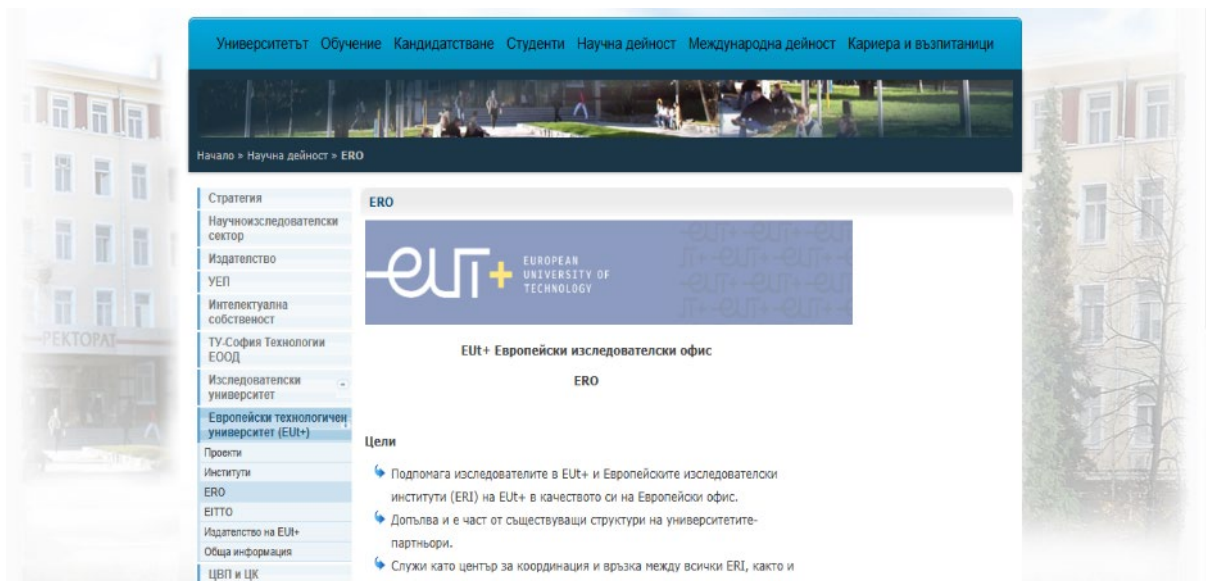 Университетът Обучение Кандидатстване Студенти Научна дейност Международна дейност Кариера и възпитаници
Начало » Научна дейност » ERO
Стратегия
Научноизследователски
сектор
Издателство
УЕП
Интелектуална
собственост
ТУ-София Технологии
ЕООД
Изследователски
университет
Европейски технологичен
университет (EUt+)
Проекти
Институти
ERO
EITTO
Издателство на EUt+
Обща информация
ЦВП и ЦК
ERO
EUT+ EUROPEAN
UNIVERSITY OF
TECHNOLOGY
EUt+ Европейски изследователски офис
ERO
Цели
Подпомага изследователите в EUt+ и Европейските изследователски
институти (ERI) на EUt+ в качеството си на Европейски офис.
Допълва и е част от съществуващи структури на университетите-
партньори.
Служи като център за координация и връзка между всички ERI, както и
РЕКТОРАТ